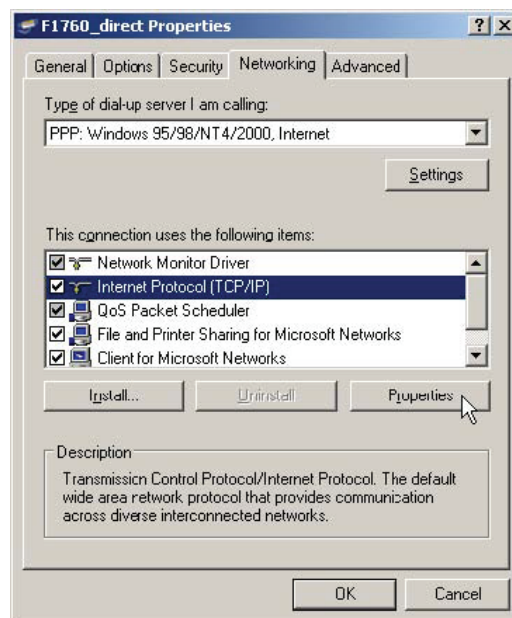 F1760_direct Properties
General
Options
Security
Networking
Advanced
Type of dial-up server I am calling:
PPP: Windows 95/98/NT4/2000, Internet
Settings
This connection uses the following items:
Network Monitor Driver
Internet Protocol (TCP/IP)
QoS Packet Scheduler
File and Printer Sharing for Microsoft Networks
Client for Microsoft Networks
Install...
Uninstall
Properties
Description
Transmission Control Protocol/Internet Protocol. The default
wide area network protocol that provides communication
across diverse interconnected networks.
OK
Cancel